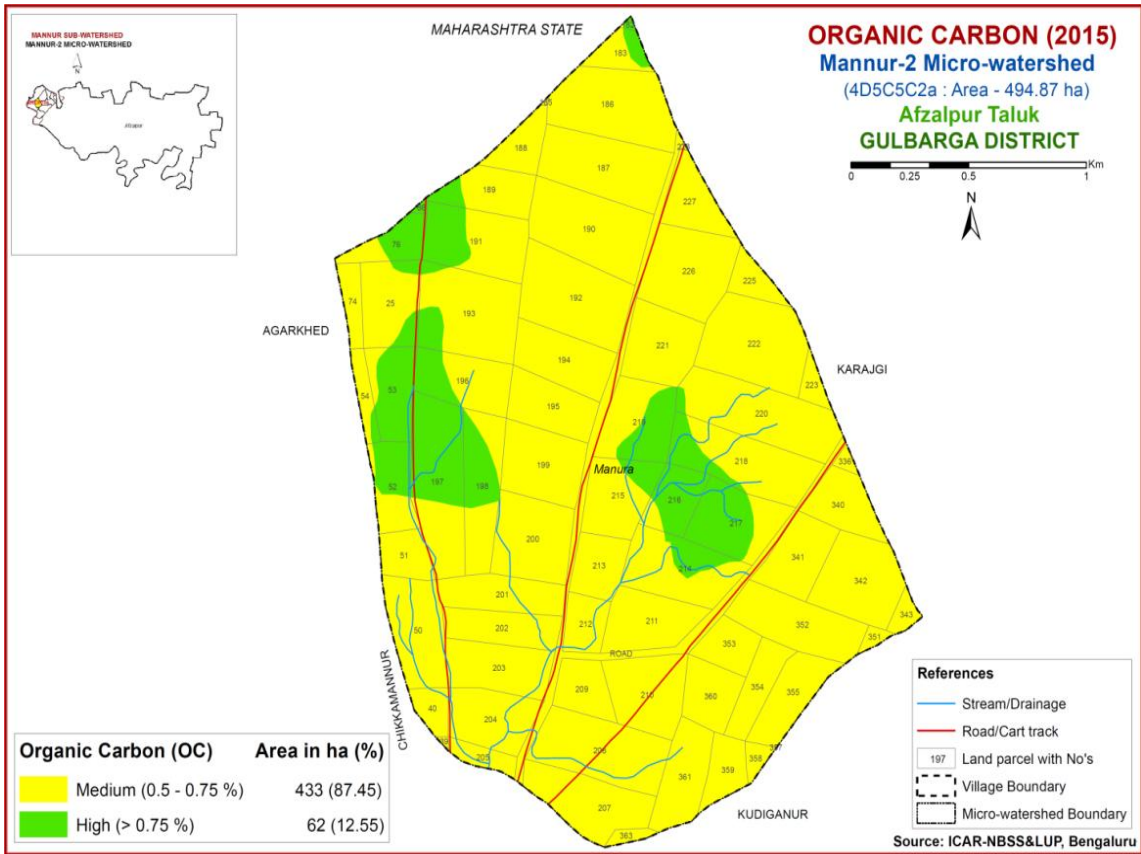 MANNUR SUB-WATERSHED
MANNUR-2 MICRO-WATERSHED
N
Afzalpur
MAHARASHTRA STATE
ORGANIC CARBON (2015)
Mannur-2 Micro-watershed
(4D5C5C2a : Area - 494.87 ha)
Afzalpur Taluk
GULBARGA DISTRICT
Km
0 0.25 0.5 1
N
183
186
188
187
189
227
190
76 191
226
225
74 25
192
193
AGARKHED
221 222
194
KARAJGI
53 196
223
54
195
220
219
218
199 Manura
336
52 197 198
215 216
340
217
200
51
341
213
214
342
201
343
212 211
352
202
50
351
ROAD
353
203
209 210
360 354 355
40
204
CHIKKAMANNUR
205
206
361 359 358
207
KUDIGANUR
363
Organic Carbon (OC) Area in ha (%)
Medium (0.5 - 0.75 %) 433 (87.45)
High (> 0.75 %) 62 (12.55)
References
Stream/Drainage
Road/Cart track
197 Land parcel with No's
Village Boundary
Micro-watershed Boundary
Source: ICAR-NBSS&LUP, Bengaluru